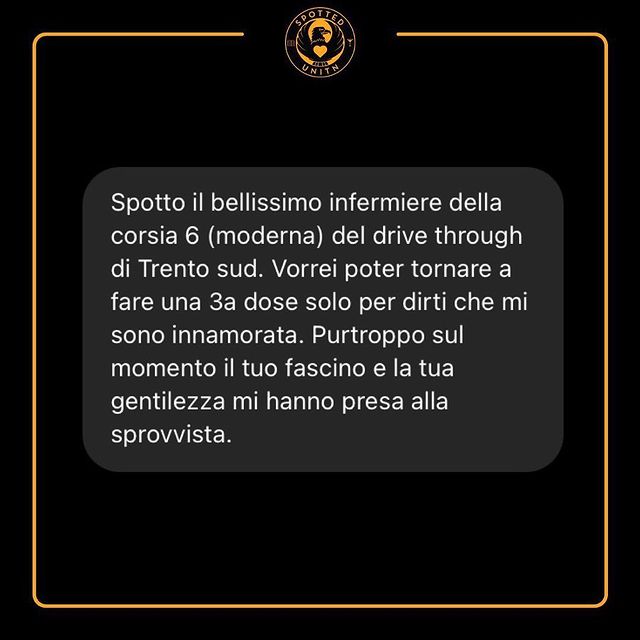 SPOTTED
UNITN
Spotto il bellissimo infermiere della
corsia 6 (moderna) del drive through
di Trento sud. Vorrei poter tornare a
fare una 3a dose solo per dirti che mi
sono innamorata. Purtroppo sul
momento il tuo fascino e la tua
gentilezza mi hanno presa alla
sprovvista.